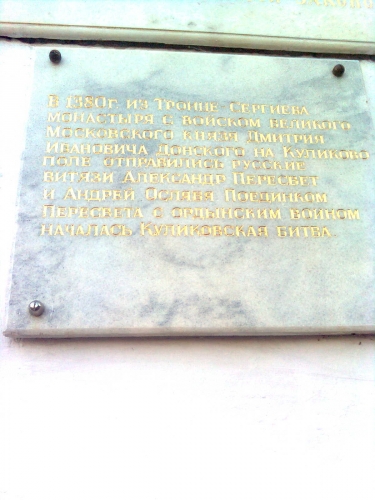 В 1380г. из Троице Сергиева
монастыря с войском великого
московского князя Дмитрия
Ивановича Донского на Куликово
поле отправились русские
витязи Александр Пересвет
и Андрей Ослябя Поединком
Пересвета с ордынским воином
началась Куликовская битва